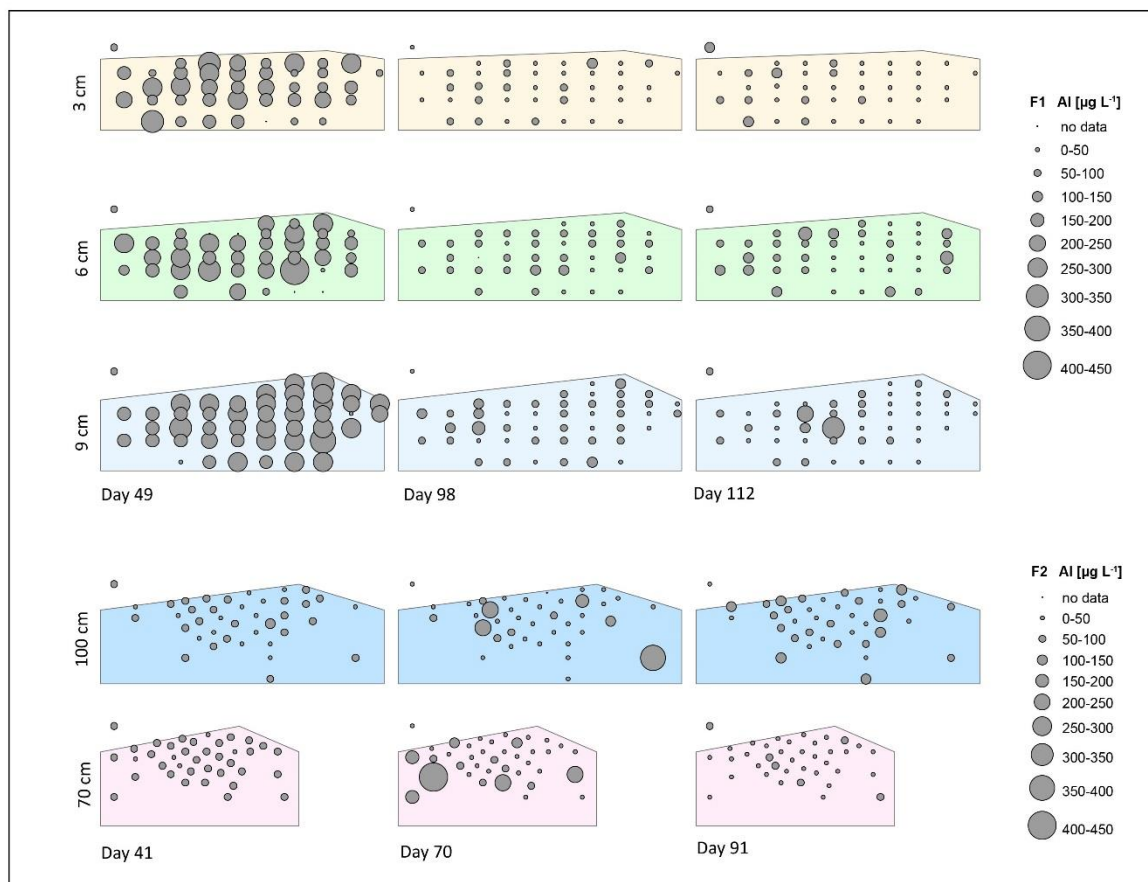 3 cm
F1 Al [µg L⁻¹]
no data
0-50
50-100
100-150
150-200
200-250
250-300
300-350
350-400
400-450
6 cm
9 cm
Day 49 Day 98 Day 112
100 cm
F2 Al [µg L⁻¹]
no data
0-50
50-100
100-150
150-200
200-250
250-300
300-350
350-400
400-450
70 cm
Day 41 Day 70 Day 91